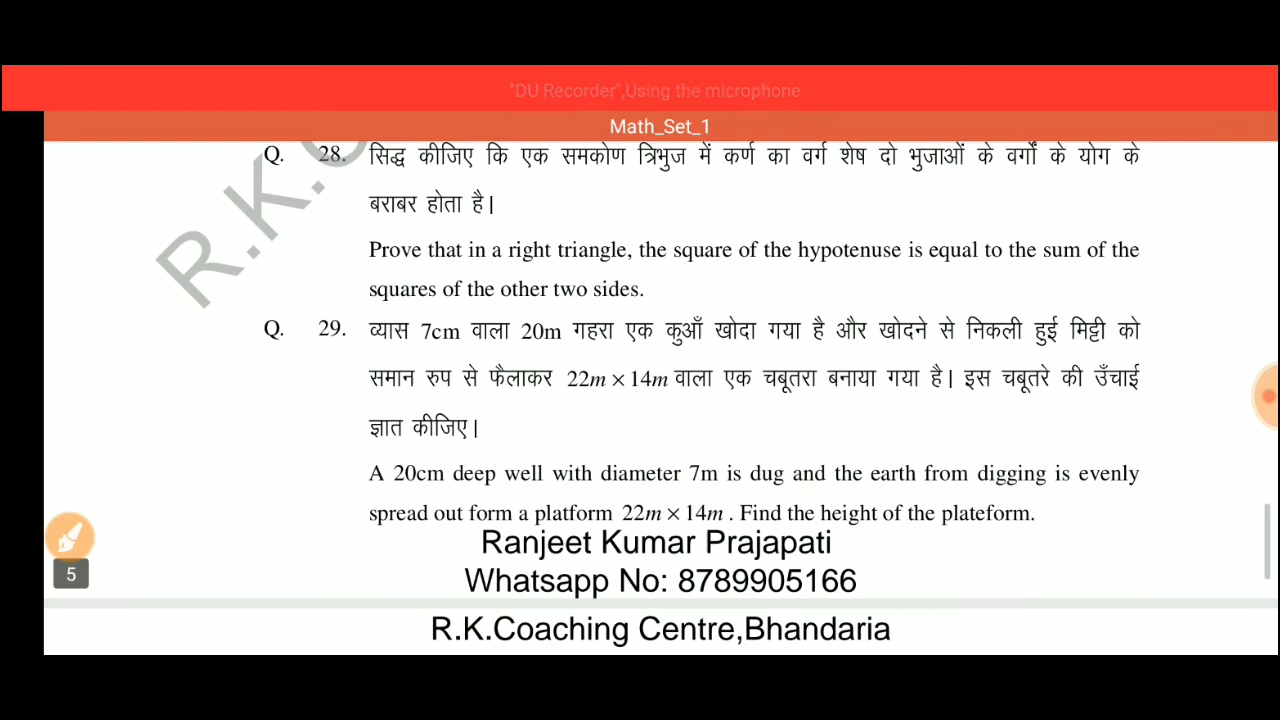 "DU Recorder",Using the microphone
Math_Set_1
Q. 28. सिद्ध कीजिए कि एक समकोण त्रिभुज में कर्ण का वर्ग शेष दो भुजाओं के वर्गों के योग के
बराबर होता है|
Prove that in a right triangle, the square of the hypotenuse is equal to the sum of the
squares of the other two sides.
Q. 29. व्यास 7cm वाला 20m गहरा एक कुआँ खोदा गया है और खोदने से निकली हुई मिट्टी को
समान रुप से फैलाकर 22m × 14m वाला एक चबूतरा बनाया गया है| इस चबूतरे की उँचाई
ज्ञात कीजिए|
A 20cm deep well with diameter 7m is dug and the earth from digging is evenly
spread out form a platform 22m × 14m . Find the height of the plateform.
Ranjeet Kumar Prajapati
Whatsapp No: 8789905166
5
R.K.Coaching Centre,Bhandaria
R.K.C